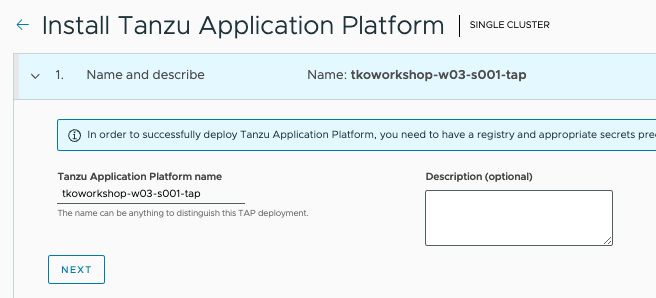 Install Tanzu Application Platform | SINGLE CLUSTER
1. Name and describe Name: tkoworkshop-w03-s001-tap
In order to successfully deploy Tanzu Application Platform, you need to have a registry and appropriate secrets pre
Tanzu Application Platform name Description (optional)
tkoworkshop-w03-s001-tap
The name can be anything to distinguish this TAP deployment.
NEXT